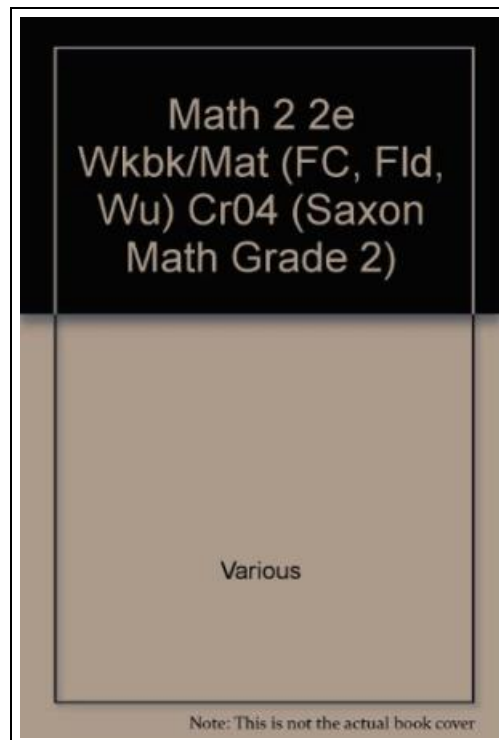 Math 2 2e
Wkbk/Mat (FC, Fld,
Wu) Cr04 (Saxon
Math Grade 2)
Various
Note: This is not the actual book cover